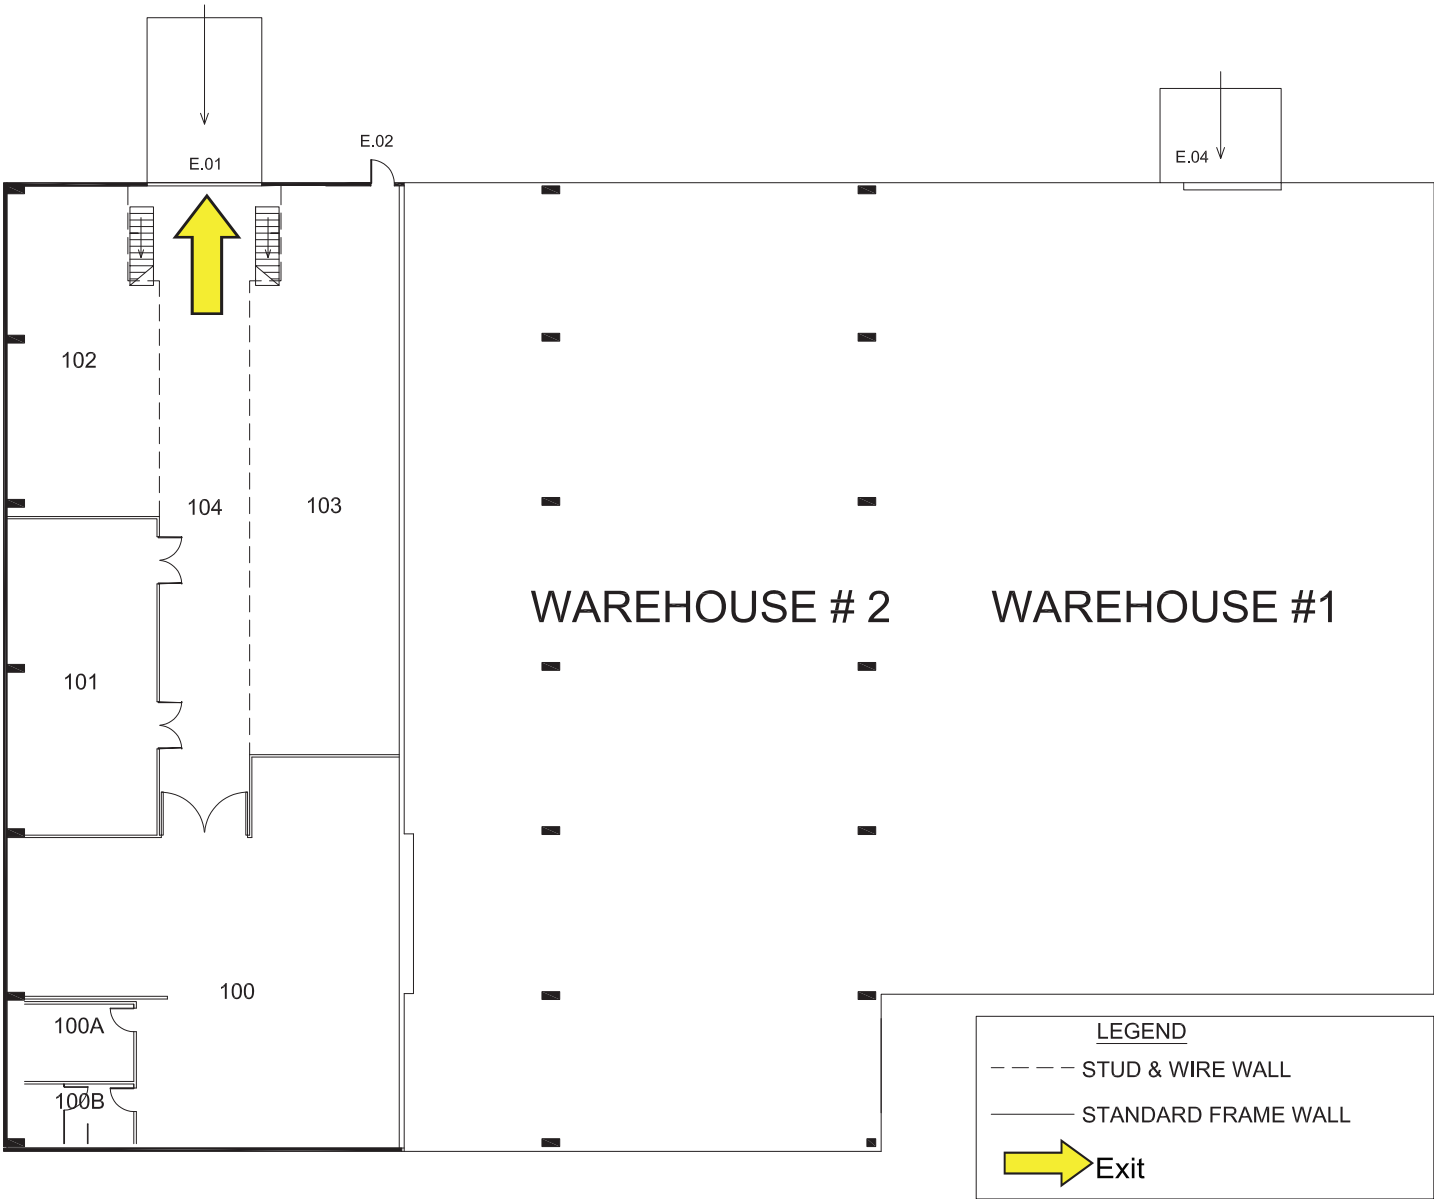 E.02
E.01
E.04
102
104
103
WAREHOUSE # 2
WAREHOUSE #1
101
100
100A
100B
LEGEND
STUD & WIRE WALL
STANDARD FRAME WALL
Exit